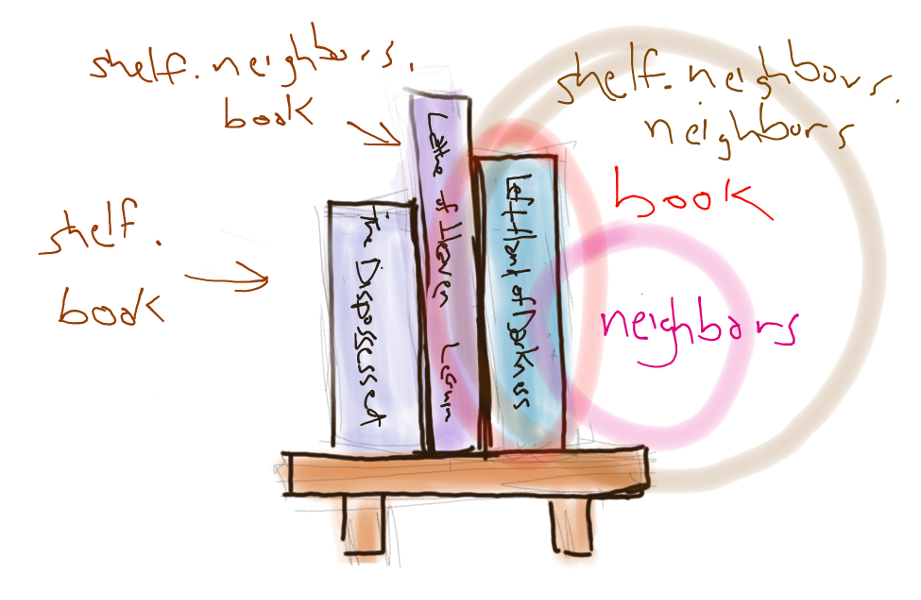 shelf.neighbors.
book
shelf.neighbors.
neighbors
book
shelf.
book
neighbors
The Dispossessed
Lathe of Heaven Leguin
Left Hand of Darkness